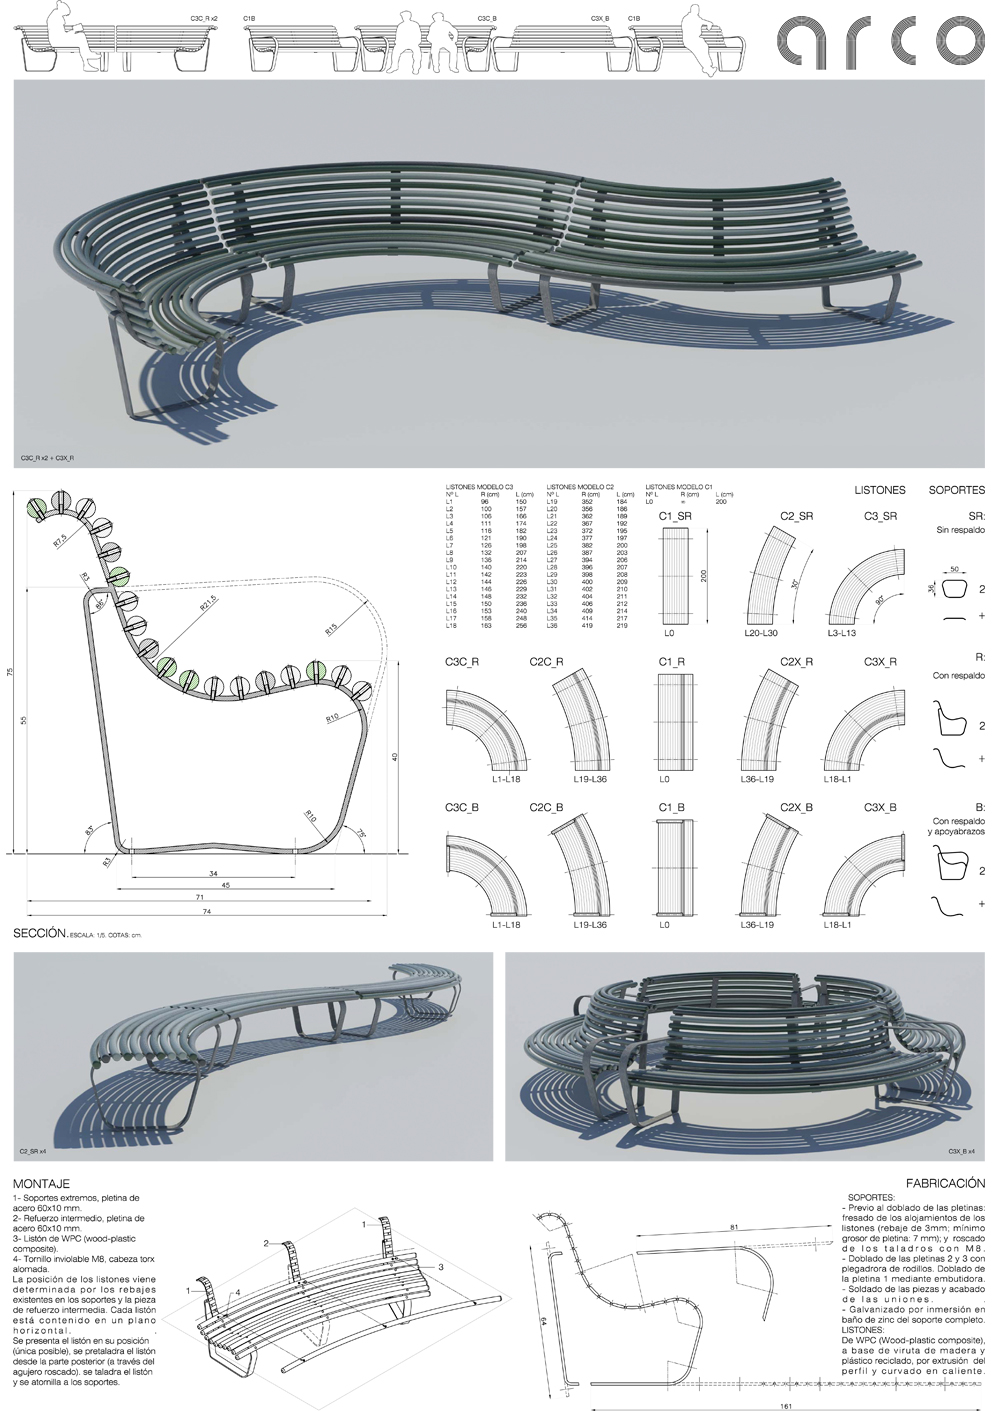 C3C_R x2
C1B
C3C_B
C3X_B
C1B
arco
C3C_R x2 + C3X_R
R7,5
R3
86°
R21,5
R15
R10
R10
75
55
40
83°
75°
R3
34
45
71
74
SECCIÓN. ESCALA: 1/5. COTAS: cm.
LISTONES MODELO C3
Nº L R (cm) L (cm)
L1 96 150
L2 100 157
L3 106 166
L4 111 174
L5 116 182
L6 121 190
L7 126 198
L8 132 207
L9 136 214
L10 140 220
L11 142 223
L12 144 226
L13 146 229
L14 148 232
L15 150 236
L16 153 240
L17 158 248
L18 163 256
LISTONES MODELO C2
Nº L R (cm) L (cm)
L19 352 184
L20 356 186
L21 362 189
L22 367 192
L23 372 195
L24 377 197
L25 382 200
L26 387 203
L27 394 206
L28 396 207
L29 398 208
L30 400 209
L31 402 210
L32 404 211
L33 406 212
L34 409 214
L35 414 217
L36 419 219
LISTONES MODELO C1
Nº L R (cm) L (cm)
L0 ∞ 200
LISTONES
SOPORTES
C1_SR
C2_SR
C3_SR
SR:
Sin respaldo
200
30°
90°
50
36
2
+
L0
L20-L30
L3-L13
C3C_R
C2C_R
C1_R
C2X_R
C3X_R
R:
Con respaldo
2
+
L1-L18
L19-L36
L0
L36-L19
L18-L1
C3C_B
C2C_B
C1_B
C2X_B
C3X_B
B:
Con respaldo
y apoyabrazos
2
+
L1-L18
L19-L36
L0
L36-L19
L18-L1
C2_SR x4
C3X_B x4
MONTAJE
1- Soportes extremos, pletina de
acero 60x10 mm.
2- Refuerzo intermedio, pletina de
acero 60x10 mm.
3- Listón de WPC (wood-plastic
composite).
4- Tornillo inviolable M8, cabeza torx
alomada.
La posición de los listones viene
determinada por los rebajes
existentes en los soportes y la pieza
de refuerzo intermedia. Cada listón
está contenido en un plano
horizontal.
Se presenta el listón en su posición
(única posible), se pretaladra el listón
desde la parte posterior (a través del
agujero roscado). se taladra el listón
y se atornilla a los soportes.
1
2
3
1
4
81
64
161
FABRICACIÓN
SOPORTES:
- Previo al doblado de las pletinas:
fresado de los alojamientos de los
listones (rebaje de 3mm; mínimo
grosor de pletina: 7 mm); y roscado
de los taladros con M8.
- Doblado de las pletinas 2 y 3 con
plegadora de rodillos. Doblado de
la pletina 1 mediante embutidora.
- Soldado de las piezas y acabado
de las uniones.
- Galvanizado por inmersión en
baño de zinc del soporte completo.
LISTONES:
De WPC (Wood-plastic composite),
a base de viruta de madera y
plástico reciclado, por extrusión del
perfil y curvado en caliente.